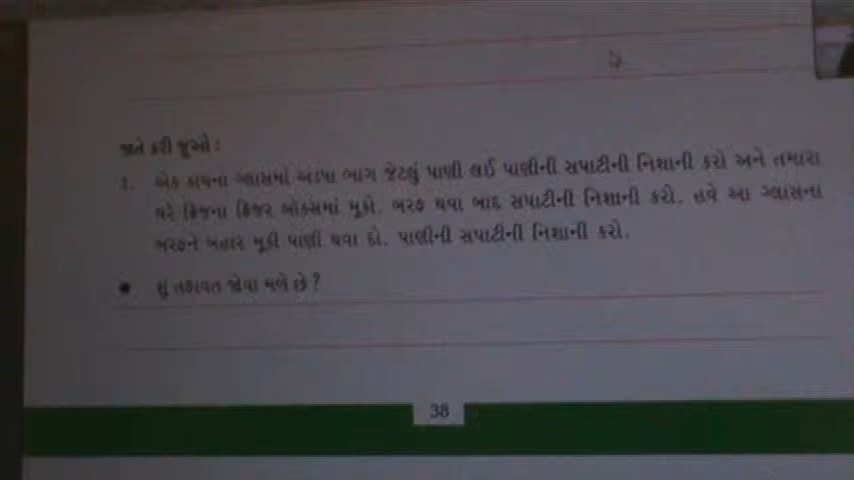 જાતે કરી જુઓ :
1. એક કાચના ગ્લાસમાં અડધા ભાગ જેટલું પાણી લઈ પાણીની સપાટીની નિશાની કરો અને તમારા
ઘરે ફ્રિજના ફ્રિજર બોક્સમાં મૂકો. બરફ થવા બાદ સપાટીની નિશાની કરો. હવે આ ગ્લાસના
બરફને બહાર મૂકી પાણી થવા દો. પાણીની સપાટીની નિશાની કરો.
● શું તફાવત જોવા મળે છે ?
38